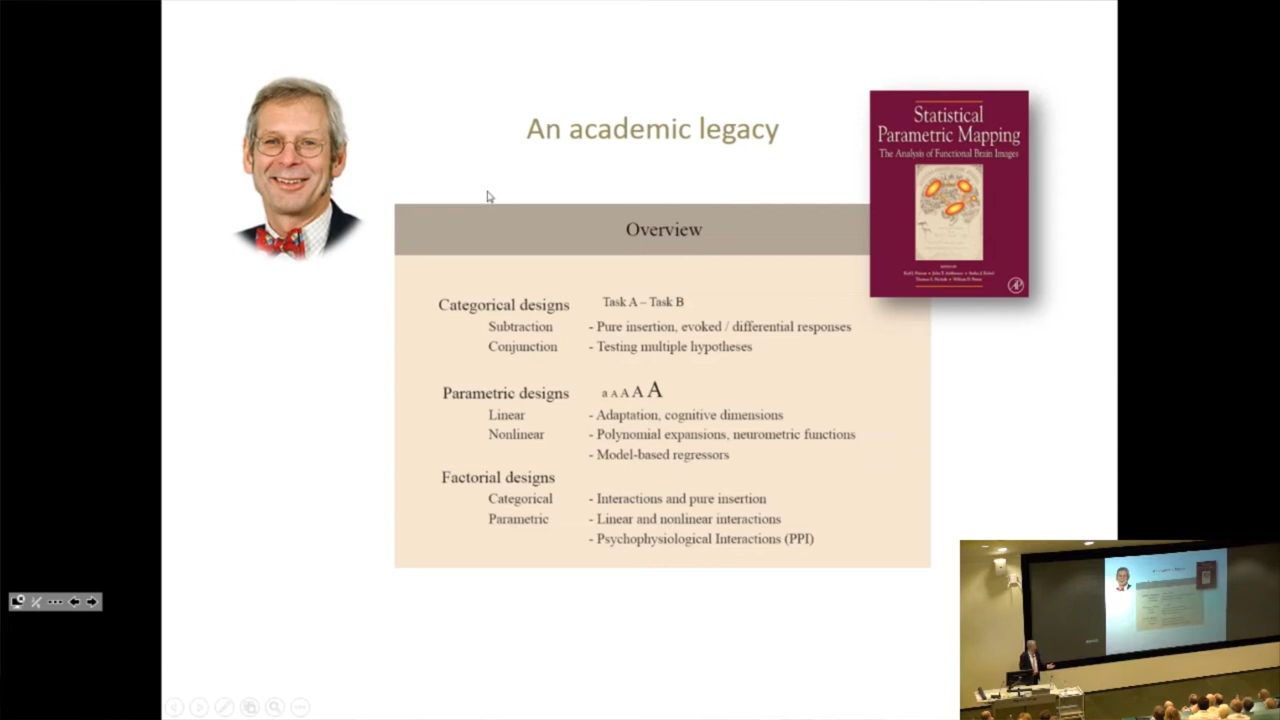 An academic legacy
Statistical
Parametric Mapping
The Analysis of Functional Brain Images
Overview
Categorical designs Task A – Task B
Subtraction - Pure insertion, evoked / differential responses
Conjunction - Testing multiple hypotheses
Parametric designs a A A A A
Linear - Adaptation, cognitive dimensions
Nonlinear - Polynomial expansions, neurometric functions
- Model-based regressors
Factorial designs
Categorical - Interactions and pure insertion
Parametric - Linear and nonlinear interactions
- Psychophysiological Interactions (PPI)